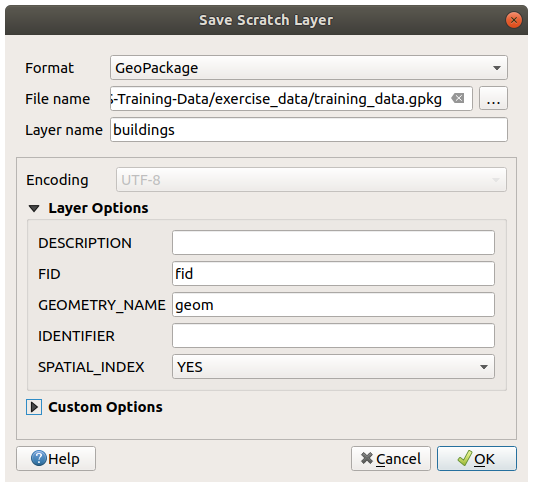 Save Scratch Layer
Format GeoPackage
File name -Training-Data/exercise_data/training_data.gpkg ...
Layer name buildings
Encoding UTF-8
Layer Options
DESCRIPTION
FID fid
GEOMETRY_NAME geom
IDENTIFIER
SPATIAL_INDEX YES
Custom Options
Help Cancel OK